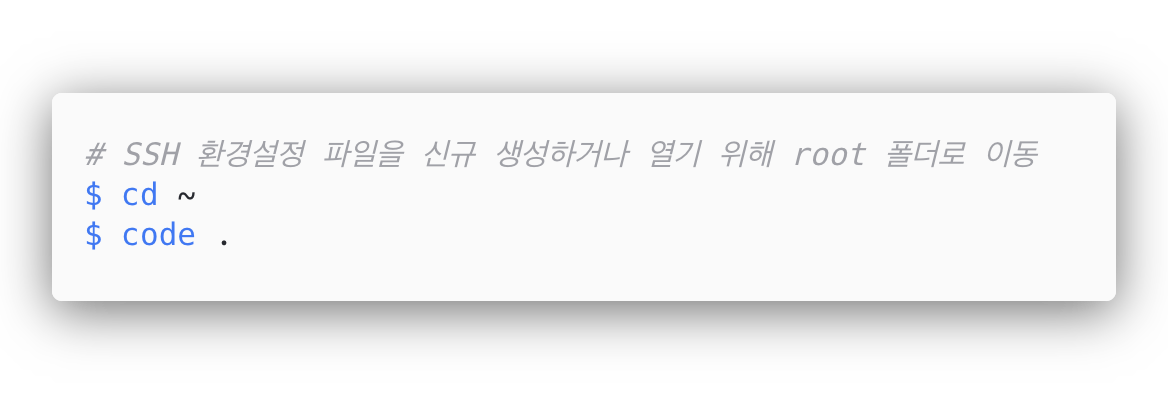 # SSH 환경설정 파일을 신규 생성하거나 열기 위해 root 폴더로 이동
$ cd ~
$ code .